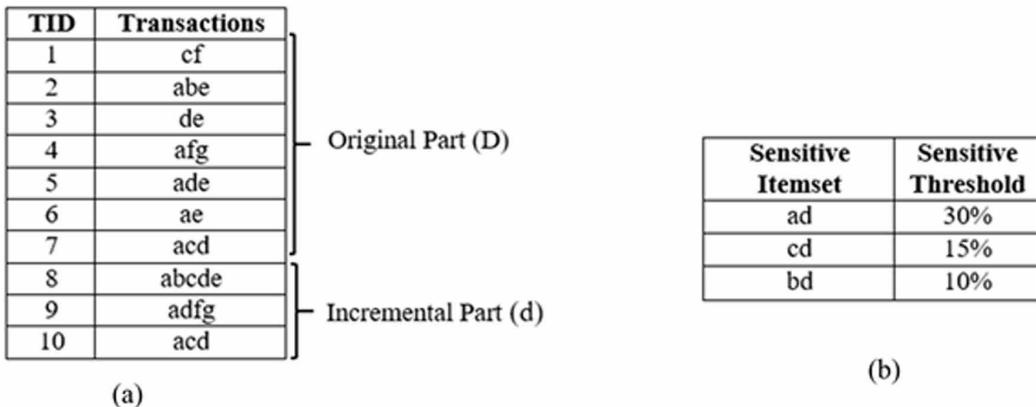 TID Transactions
1 cf
2 abe
3 de
4 afg
5 ade
6 ae
7 acd
8 abcde
9 adfg
10 acd
Original Part (D)
Incremental Part (d)
(a)
Sensitive Sensitive
Itemset Threshold
ad 30%
cd 15%
bd 10%
(b)